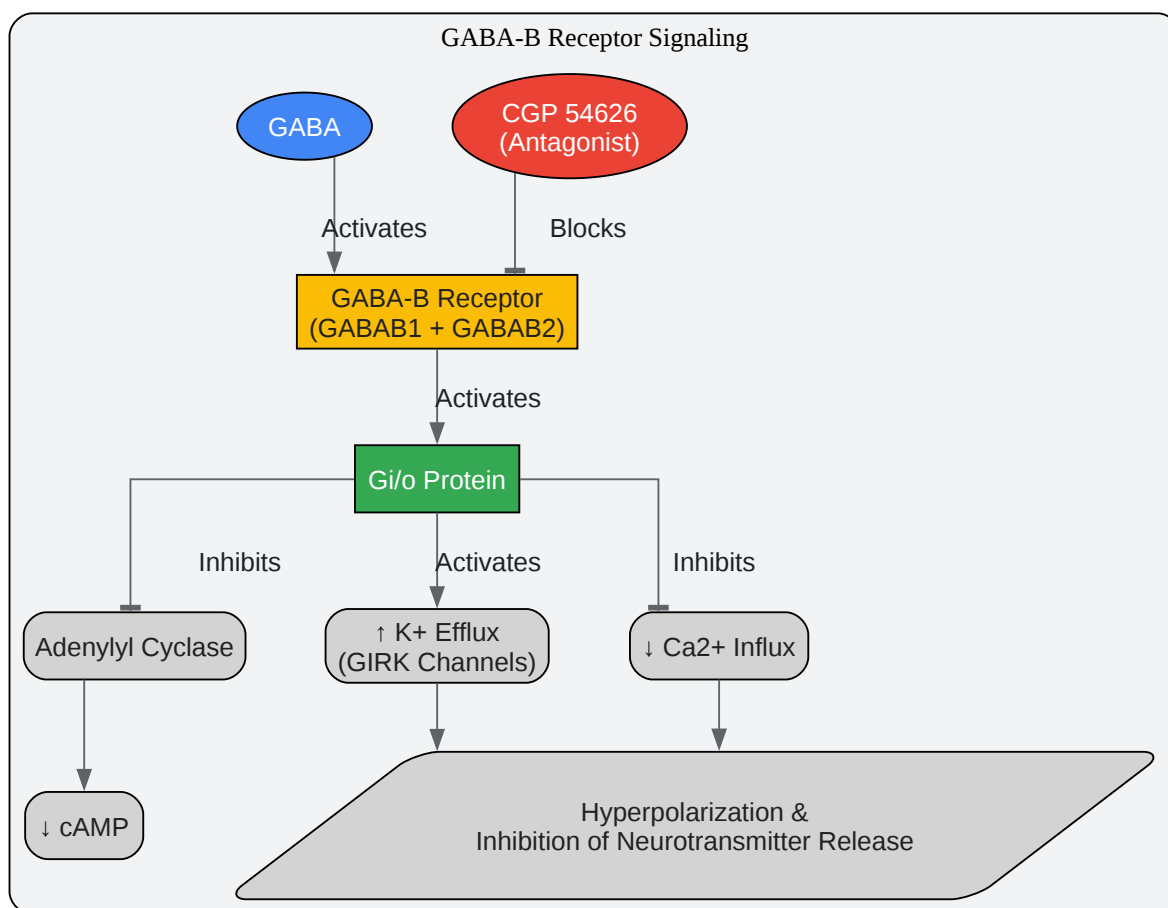 GABA-B Receptor Signaling
GABA
CGP 54626
(Antagonist)
Activates
Blocks
GABA-B Receptor
(GABAB1 + GABAB2)
Activates
Gi/o Protein
Inhibits
Activates
Inhibits
Adenylyl Cyclase
↑ K+ Efflux
(GIRK Channels)
↓ Ca2+ Influx
↓ cAMP
Hyperpolarization &
Inhibition of Neurotransmitter Release